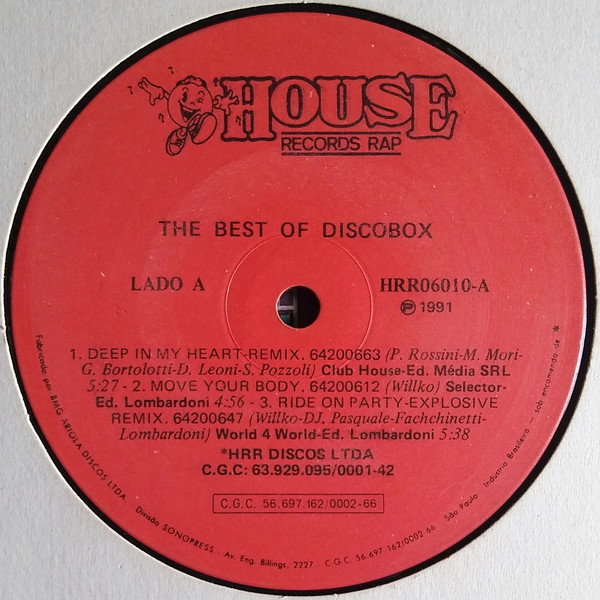 HOUSE
RECORDS RAP
THE BEST OF DISCOBOX
LADO A
HRR06010-A
Ⓟ 1991
1. DEEP IN MY HEART-REMIX. 64200663 (P. Rossini-M. Mori-
G. Bortolotti-D. Leoni-S. Pozzoli) Club House-Ed. Média SRL
5:27 - 2. MOVE YOUR BODY. 64200612 (Willko) Selector-
Ed. Lombardoni 4:56 - 3. RIDE ON PARTY-EXPLOSIVE
REMIX. 64200647 (Willko-DJ, Pasquale-Fachchinetti-
Lombardoni) World 4 World-Ed. Lombardoni 5:38
*HRR DISCOS LTDA
C.G.C: 63.929.095/0001-42
C.G.C. 56.697.162/0002-66
Fabricado por BMG ARIOLA DISCOS LTDA. Divisão SONOPRESS - Av. Eng. Billings, 2227 - C.G.C 56.697 162/0002 66 São Paulo Indústria Brasileira - sob encomenda de *